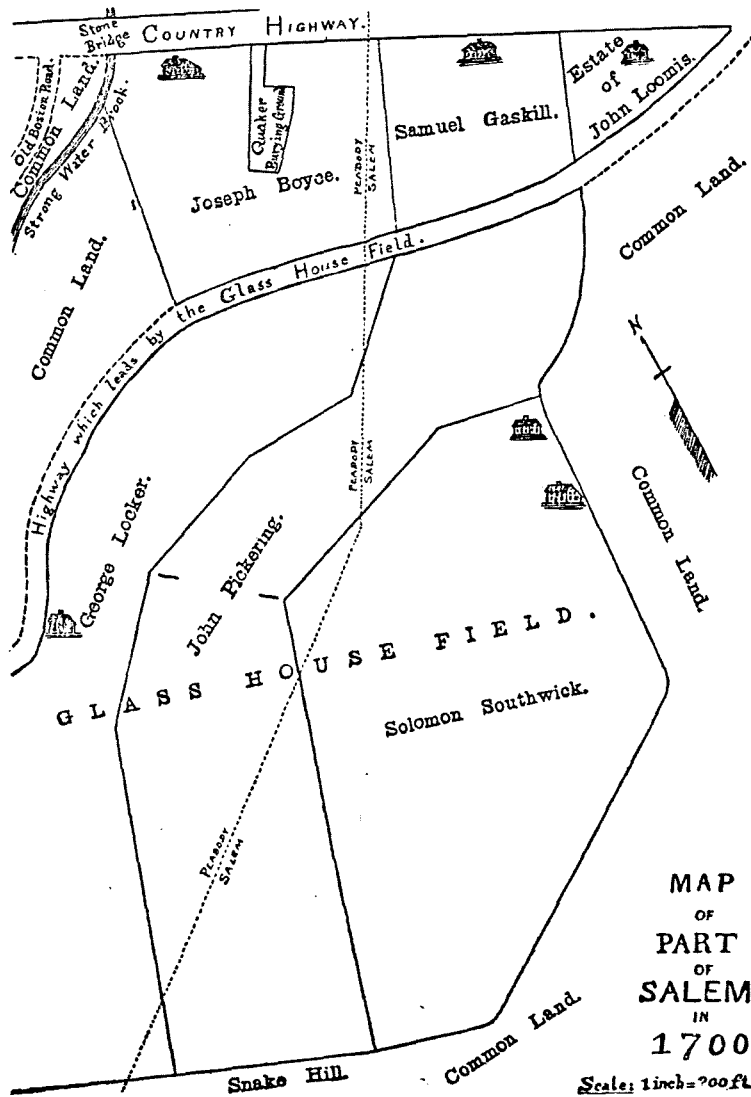 Stone
Bridge
COUNTRY HIGHWAY.
Old Boston Road.
Common Land.
Strong Water Brook.
Quaker
Burying Ground
Joseph Boyce.
PEABODY
SALEM
Samuel Gaskill.
Estate
of
John Loomis.
Common Land.
Common Land.
Highway which leads by the Glass House Field.
N
PEABODY
SALEM
Common Land.
George Locker.
John Pickering.
GLASS HOUSE FIELD.
Solomon Southwick.
PEABODY
SALEM
Snake Hill
Common Land.
MAP
OF
PART
OF
SALEM
IN
1700
Scale: 1 inch = 00 ft